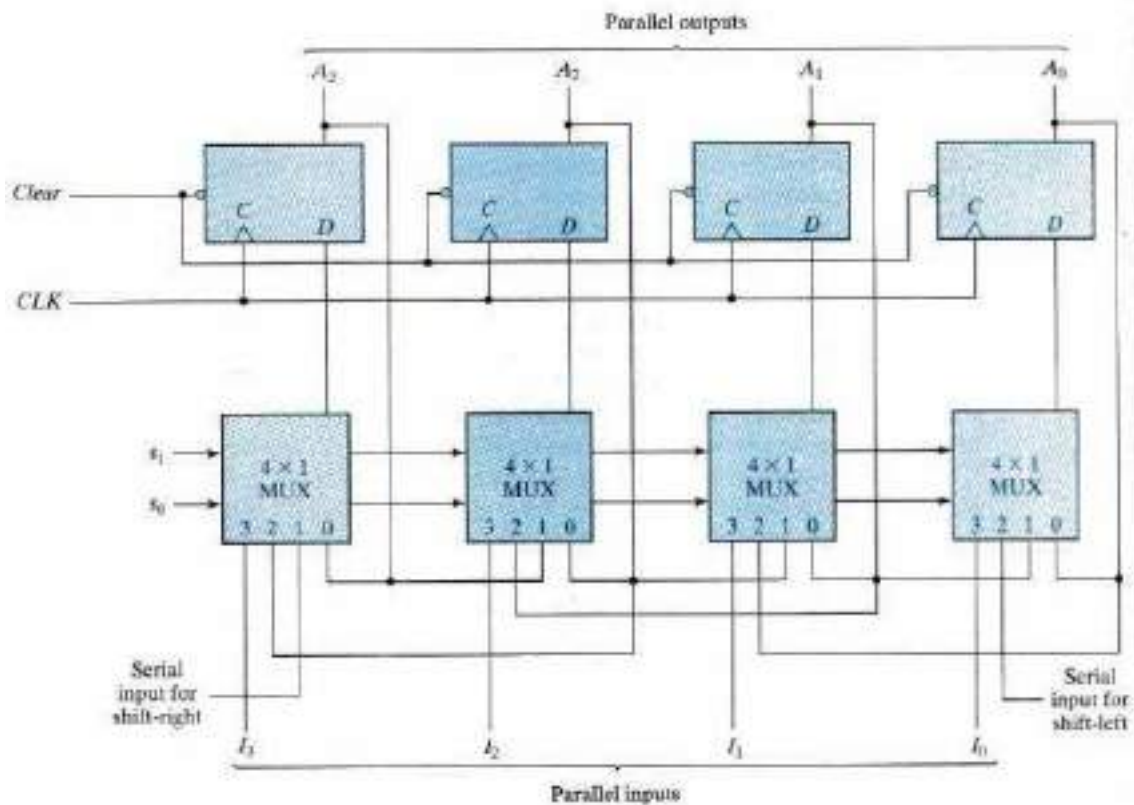 Parallel outputs
A3 A2 A1 A0
Clear
C D C D C D C D
CLK
s1
4 × 1 4 × 1 4 × 1 4 × 1
MUX MUX MUX MUX
s0
3 2 1 0 3 2 1 0 3 2 1 0 3 2 1 0
Serial
input for
shift-right
Serial
input for
shift-left
I3 I2 I1 I0
Parallel inputs